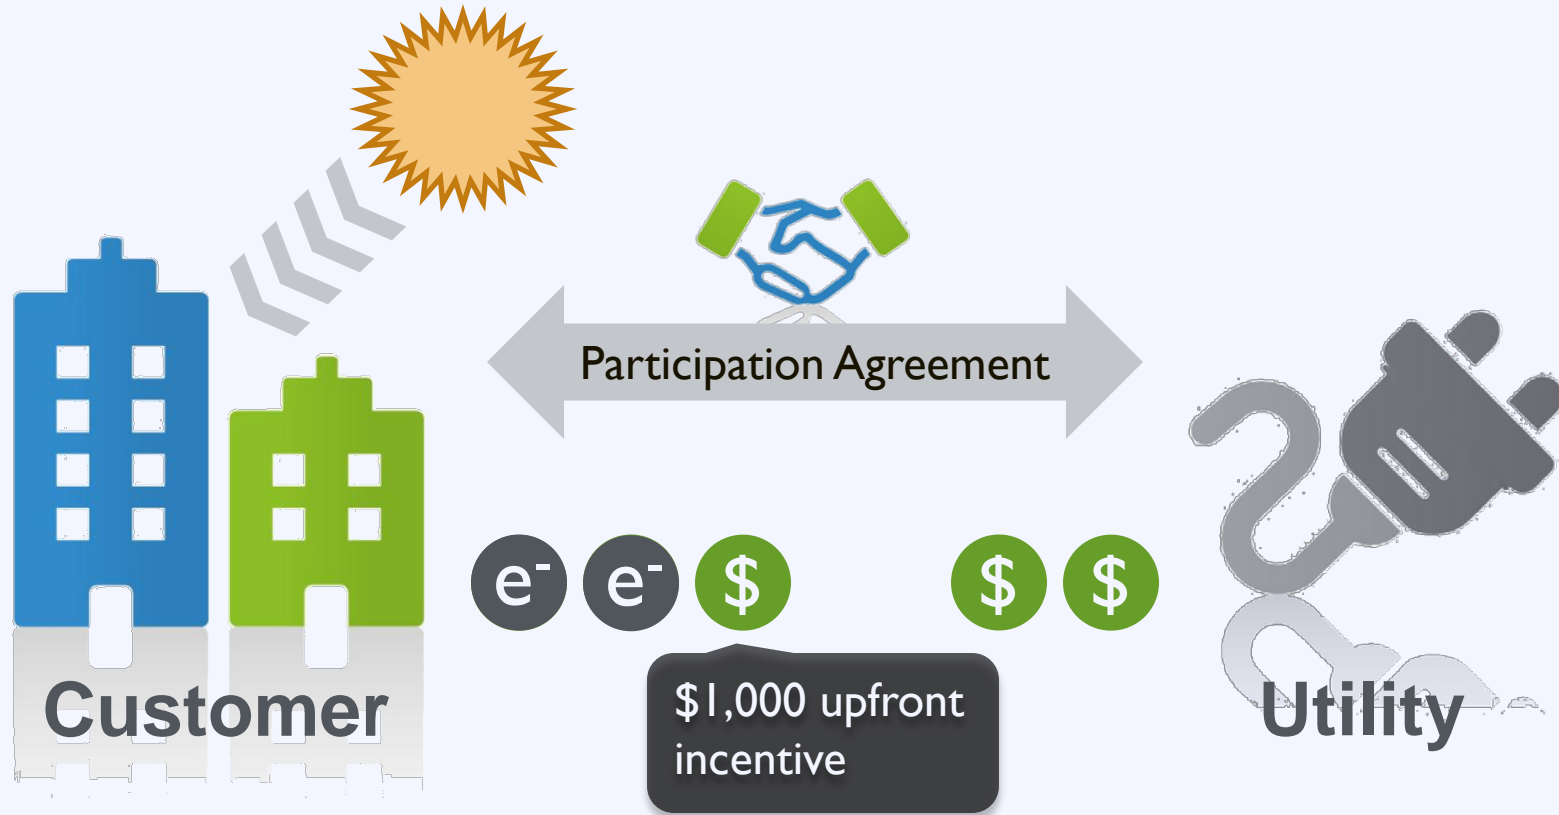 Participation Agreement
e- e- $ $ $
$1,000 upfront
incentive
Customer
Utility